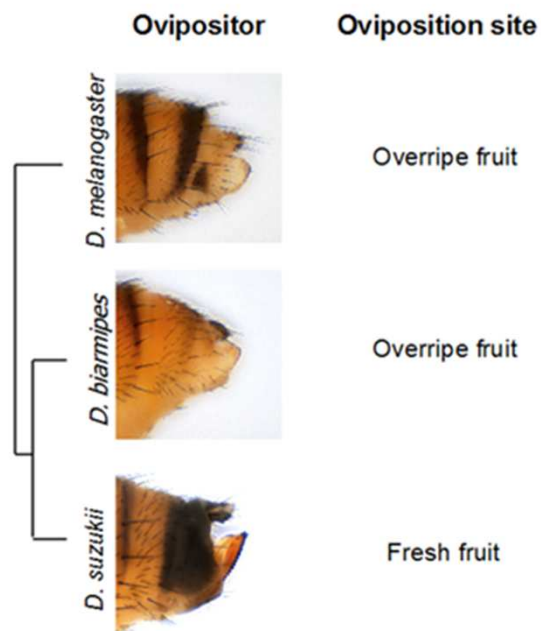 Ovipositor
Oviposition site
D. melanogaster
Overripe fruit
D. biarmipes
Overripe fruit
D. suzukii
Fresh fruit